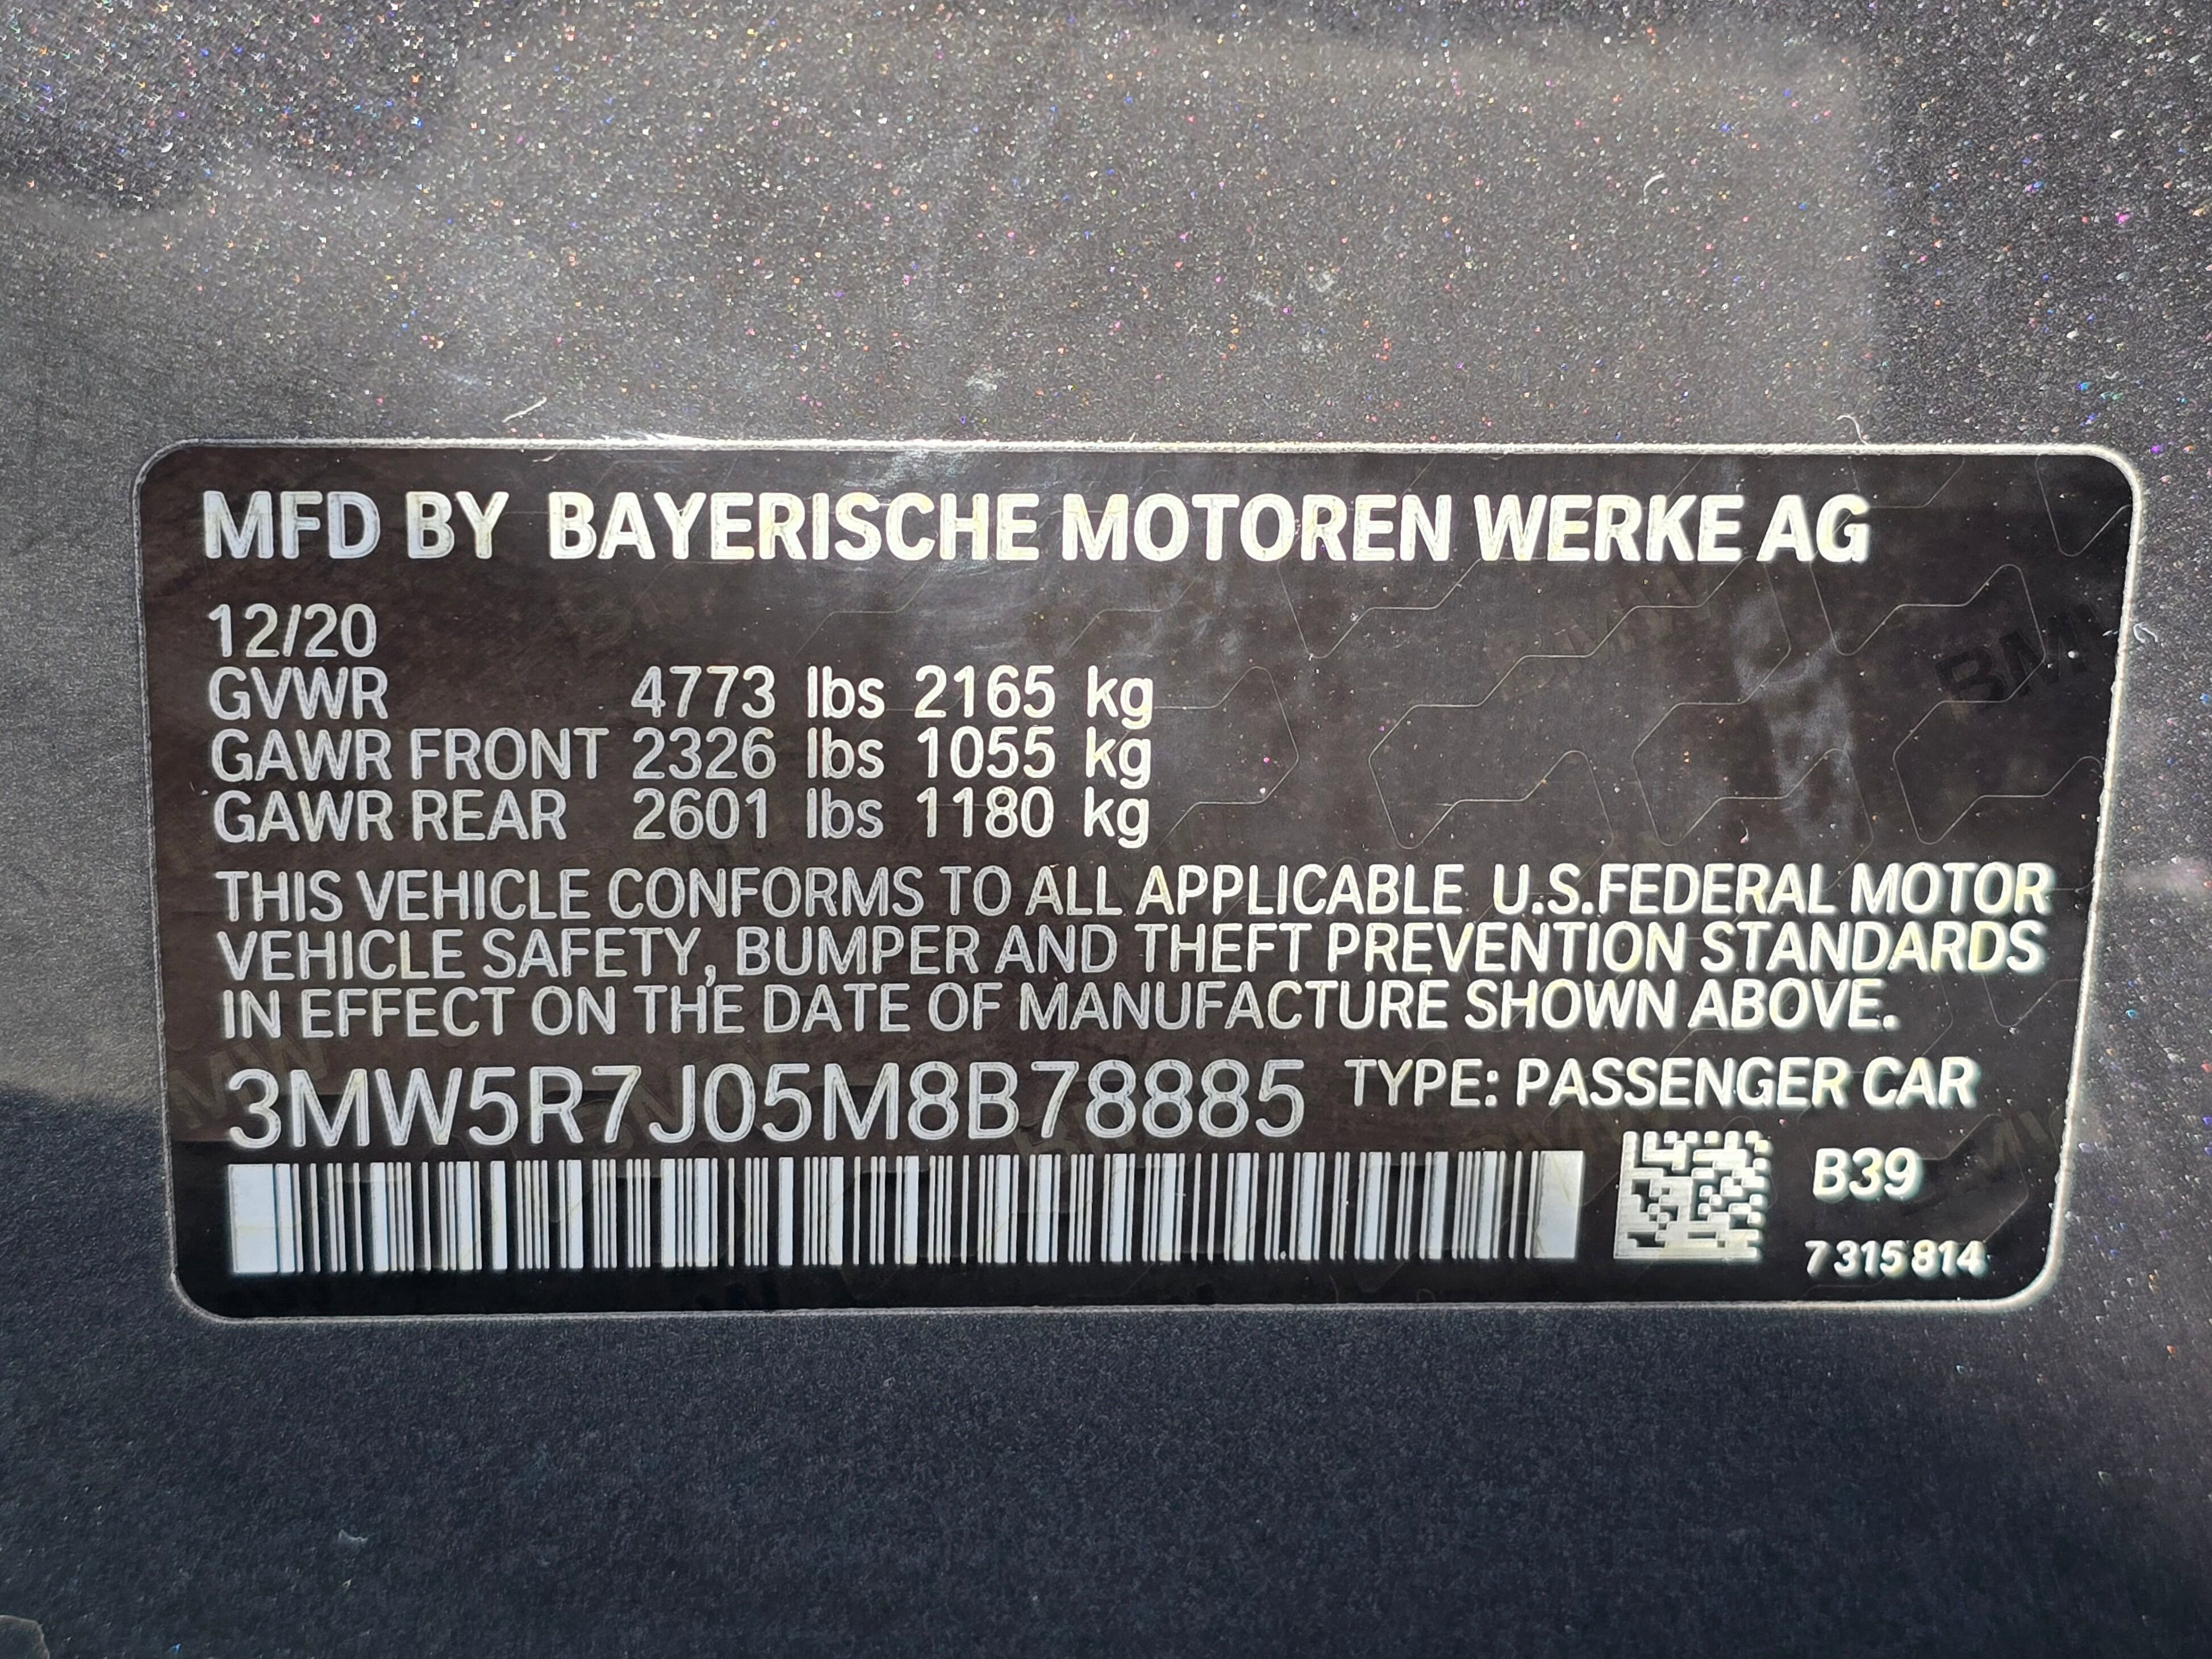 MFD BY BAYERISCHE MOTOREN WERKE AG
12/20
GVWR 4773 lbs 2165 kg
GAWR FRONT 2326 lbs 1055 kg
GAWR REAR 2601 lbs 1180 kg
THIS VEHICLE CONFORMS TO ALL APPLICABLE U.S.FEDERAL MOTOR
VEHICLE SAFETY, BUMPER AND THEFT PREVENTION STANDARDS
IN EFFECT ON THE DATE OF MANUFACTURE SHOWN ABOVE.
3MW5R7J05M8B78885 TYPE: PASSENGER CAR
B39
7 315 814